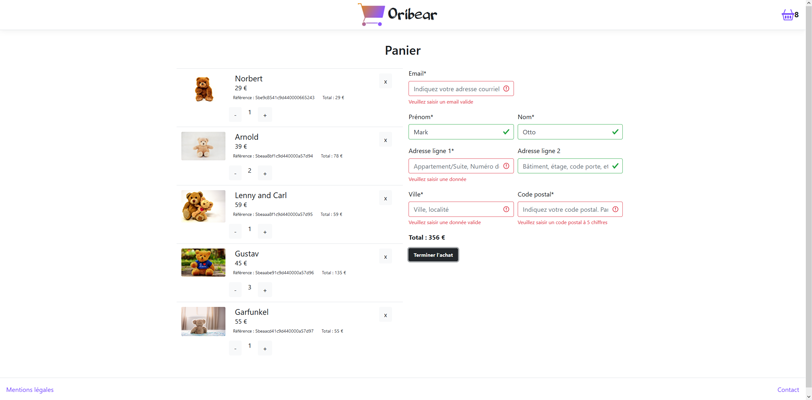 Oribear
8
Panier
Norbert
29 €
Référence : 5be9c8541c9d440000665243 Total : 29 €
- 1 +
x
Arnold
39 €
Référence : 5beaa8bf1c9d440000a57d94 Total : 78 €
- 2 +
x
Lenny and Carl
59 €
Référence : 5beaaa8f1c9d440000a57d95 Total : 59 €
- 1 +
x
Gustav
45 €
Référence : 5beaabe91c9d440000a57d96 Total : 135 €
- 3 +
x
Garfunkel
55 €
Référence : 5beaacd41c9d440000a57d97 Total : 55 €
- 1 +
x
Email*
Indiquez votre adresse courriel
Veuillez saisir un email valide
Prénom* Nom*
Mark Otto
Adresse ligne 1* Adresse ligne 2
Appartement/Suite, Numéro d Bâtiment, étage, code porte, et
Veuillez saisir une donnée
Ville* Code postal*
Ville, localité Indiquez votre code postal. Pa
Veuillez saisir une donnée valide Veuillez saisir un code postal à 5 chiffres
Total : 356 €
Terminer l'achat
Mentions légales Contact